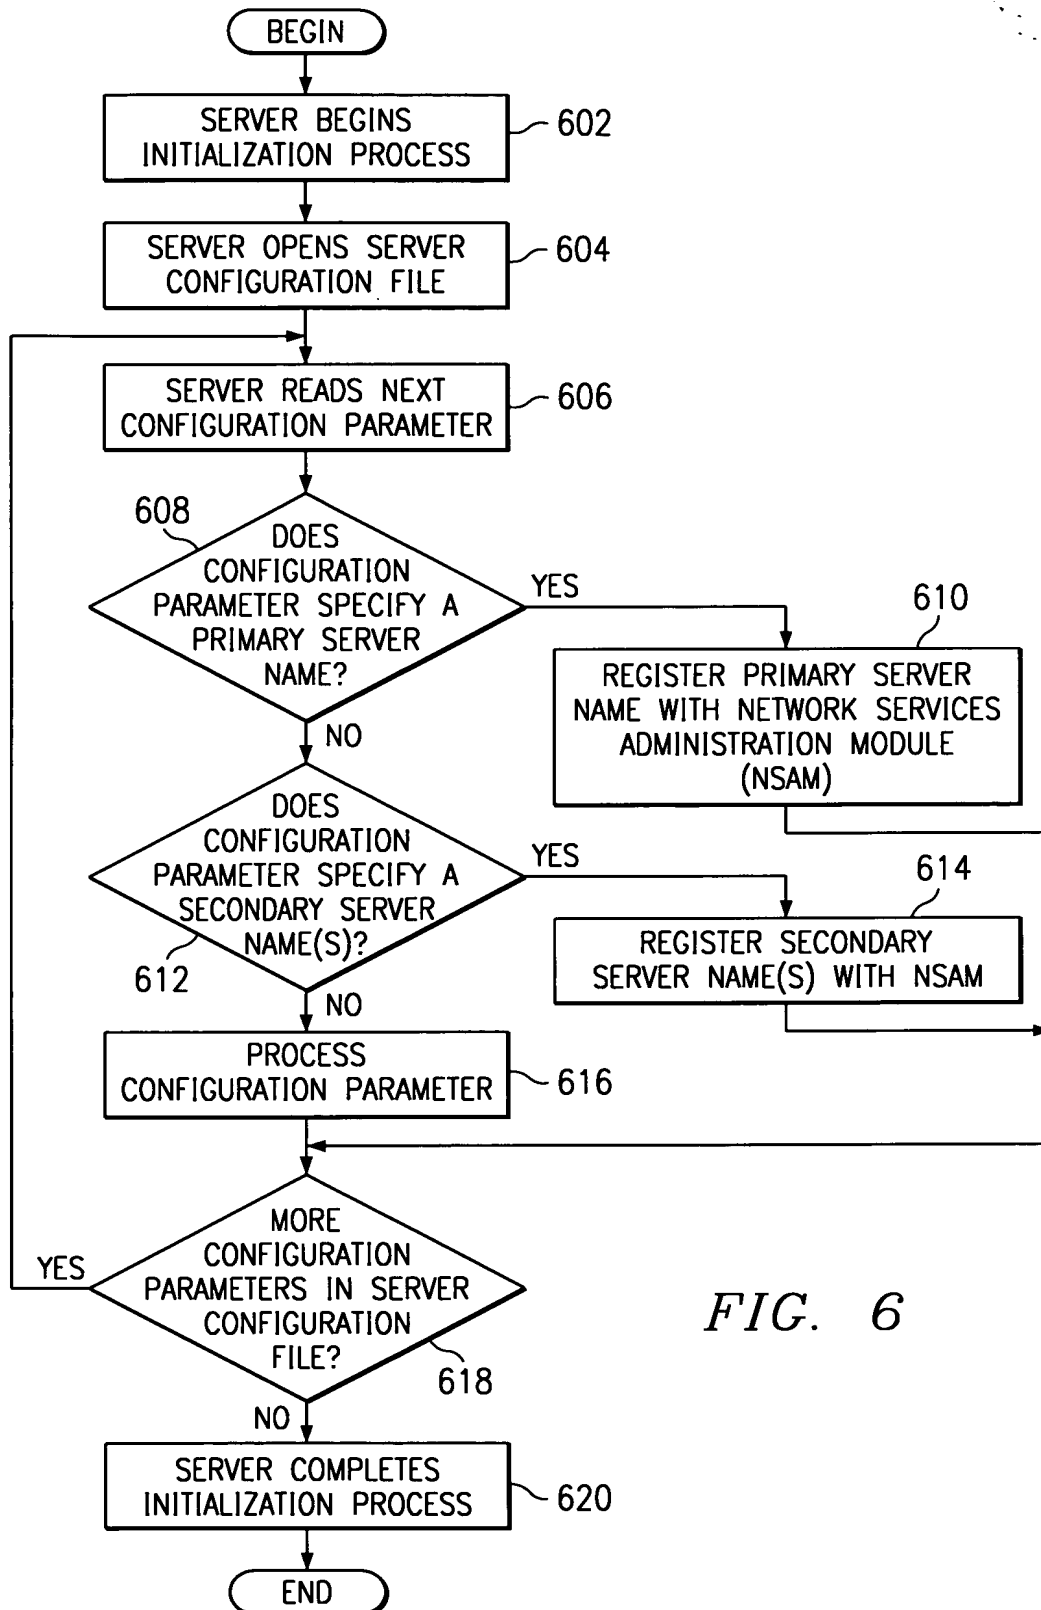 BEGIN
SERVER BEGINS
INITIALIZATION PROCESS
602
SERVER OPENS SERVER
CONFIGURATION FILE
604
SERVER READS NEXT
CONFIGURATION PARAMETER
606
608
DOES
CONFIGURATION
PARAMETER SPECIFY A
PRIMARY SERVER
NAME?
YES
NO
610
REGISTER PRIMARY SERVER
NAME WITH NETWORK SERVICES
ADMINISTRATION MODULE
(NSAM)
DOES
CONFIGURATION
PARAMETER SPECIFY A
SECONDARY SERVER
NAME(S)?
612
YES
NO
614
REGISTER SECONDARY
SERVER NAME(S) WITH NSAM
PROCESS
CONFIGURATION PARAMETER
616
MORE
CONFIGURATION
PARAMETERS IN SERVER
CONFIGURATION
FILE?
618
YES
NO
SERVER COMPLETES
INITIALIZATION PROCESS
620
END
FIG. 6